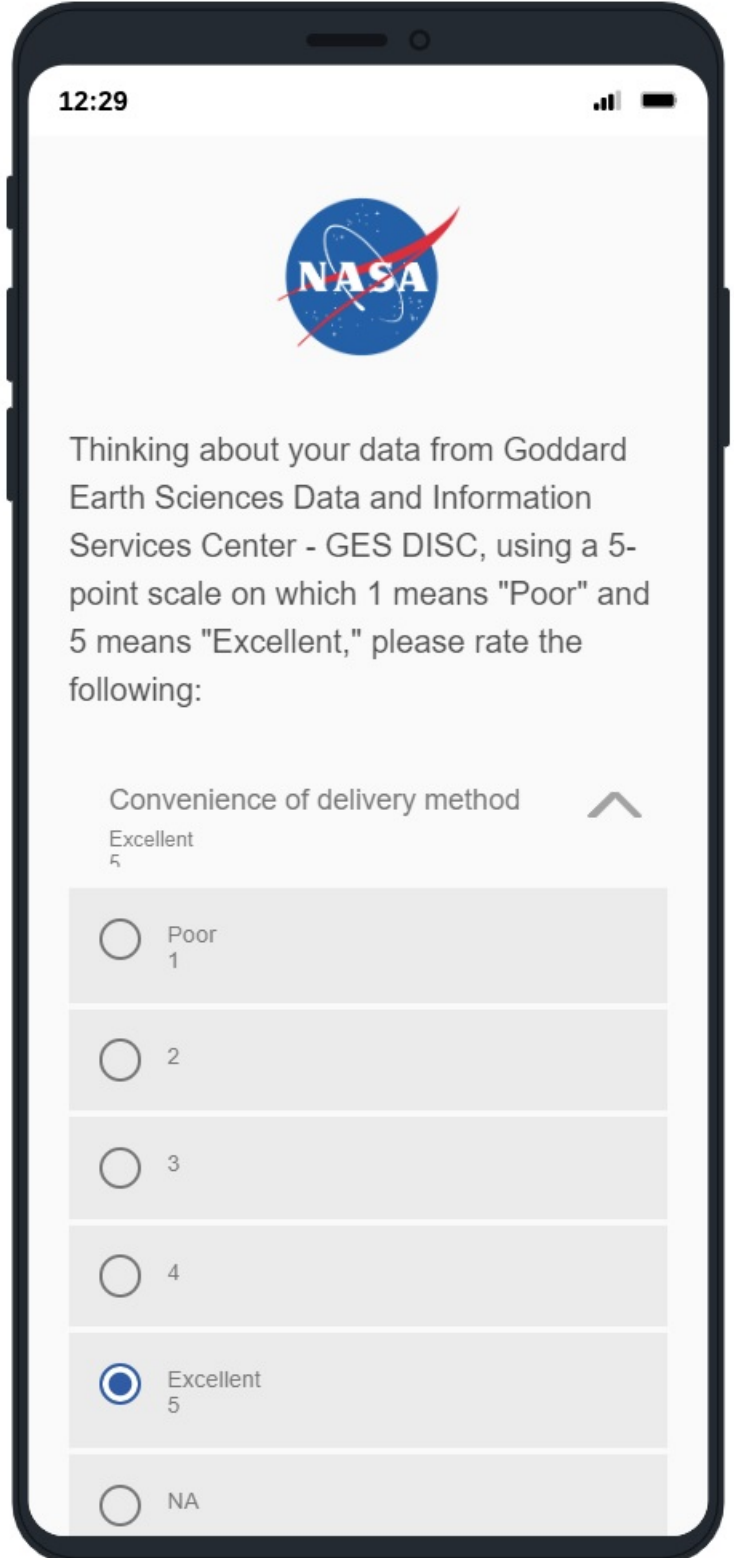 12:29
NASA
Thinking about your data from Goddard
Earth Sciences Data and Information
Services Center - GES DISC, using a 5-
point scale on which 1 means "Poor" and
5 means "Excellent," please rate the
following:
Convenience of delivery method
Excellent
5
Poor
1
2
3
4
Excellent
5
NA